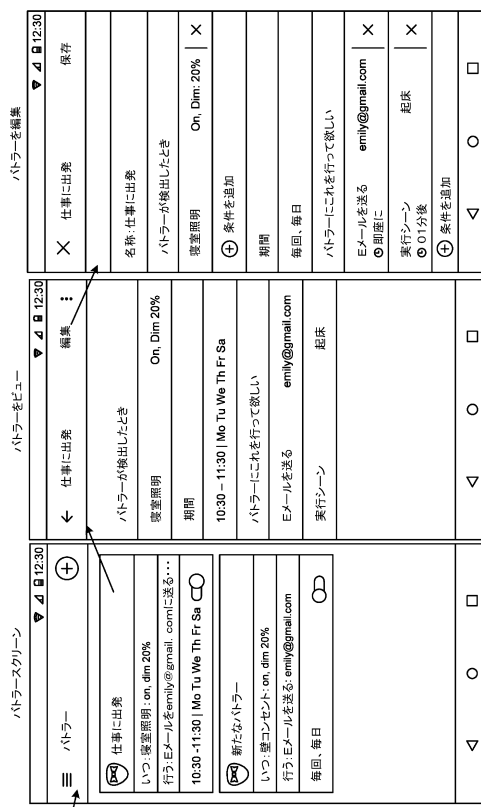 バトラースクリーン
12:30
バトラー
仕事に出発
いつ：寝室照明：on, dim 20%
行う：Eメールをemily@gmail. comに送る・・・
10:30 -11:30 | Mo Tu We Th Fr Sa
新たなバトラー
いつ：壁コンセント：on, dim 20%
行う：Eメールを送る：emily@gmail.com
毎回、毎日
バトラーをビュー
12:30
仕事に出発 編集
バトラーが検出したとき
寝室照明 On, Dim 20%
期間
10:30 – 11:30 | Mo Tu We Th Fr Sa
バトラーにこれを行って欲しい
Eメールを送る emily@gmail.com
実行シーン 起床
バトラーを編集
12:30
仕事に出発 保存
名称：仕事に出発
バトラーが検出したとき
寝室照明 On, Dim: 20%
条件を追加
期間
毎回、毎日
バトラーにこれを行って欲しい
Eメールを送る emily@gmail.com
即座に
実行シーン 起床
01分後
条件を追加